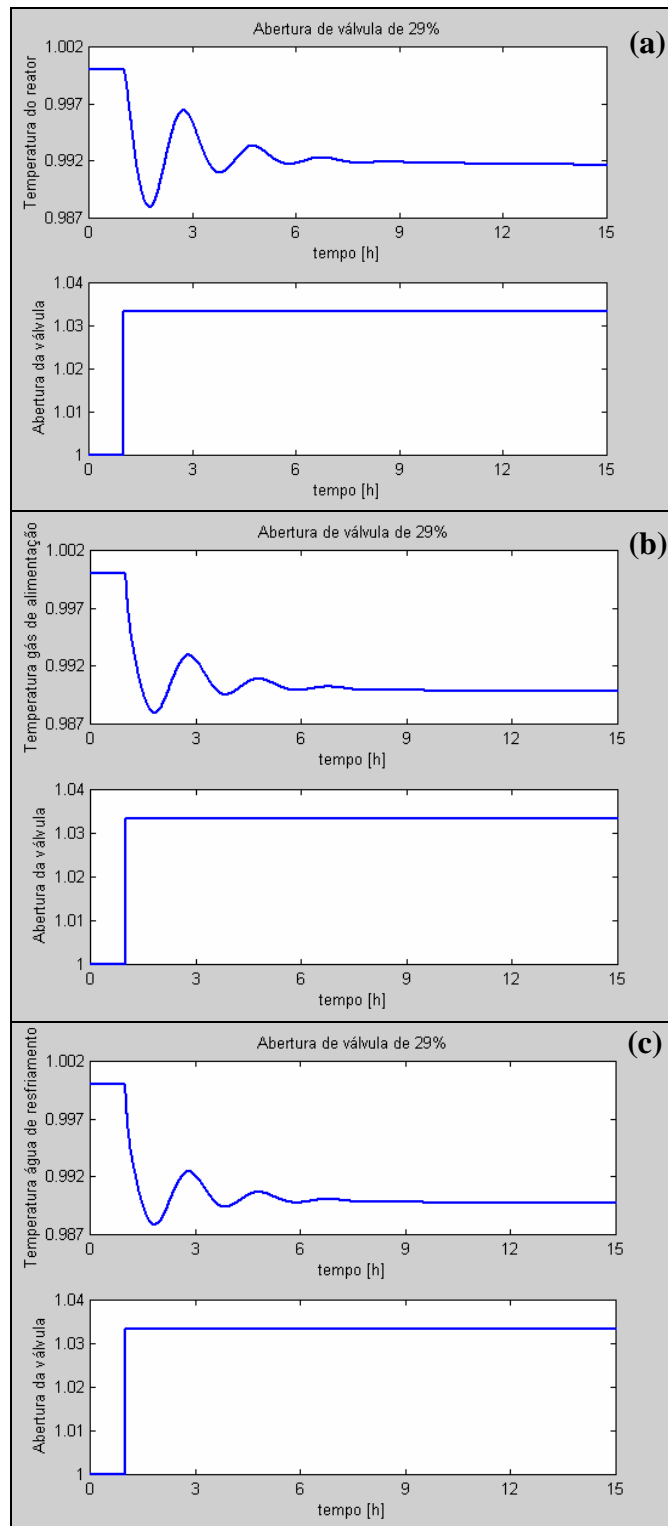 Abertura de válvula de 29%
(a)
Temperatura do reator
1.002
0.997
0.992
0.987
0 3 6 9 12 15
tempo [h]
Abertura da válvula
1.04
1.03
1.02
1.01
1
0 3 6 9 12 15
tempo [h]
Abertura de válvula de 29%
(b)
Temperatura gás de alimentação
1.002
0.997
0.992
0.987
0 3 6 9 12 15
tempo [h]
Abertura da válvula
1.04
1.03
1.02
1.01
1
0 3 6 9 12 15
tempo [h]
Abertura de válvula de 29%
(c)
Temperatura água de resfriamento
1.002
0.997
0.992
0.987
0 3 6 9 12 15
tempo [h]
Abertura da válvula
1.04
1.03
1.02
1.01
1
0 3 6 9 12 15
tempo [h]